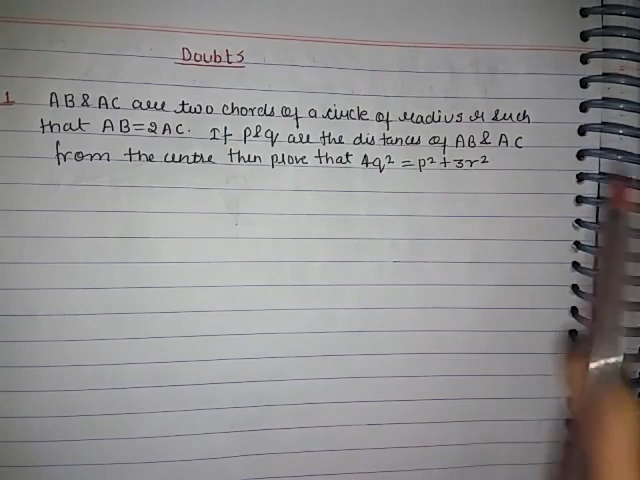 Doubts
1 AB & AC are two chords of a circle of radius r such
that AB=2AC. If p&q are the distances of AB & AC
from the centre then prove that 4q² = p²+3r²